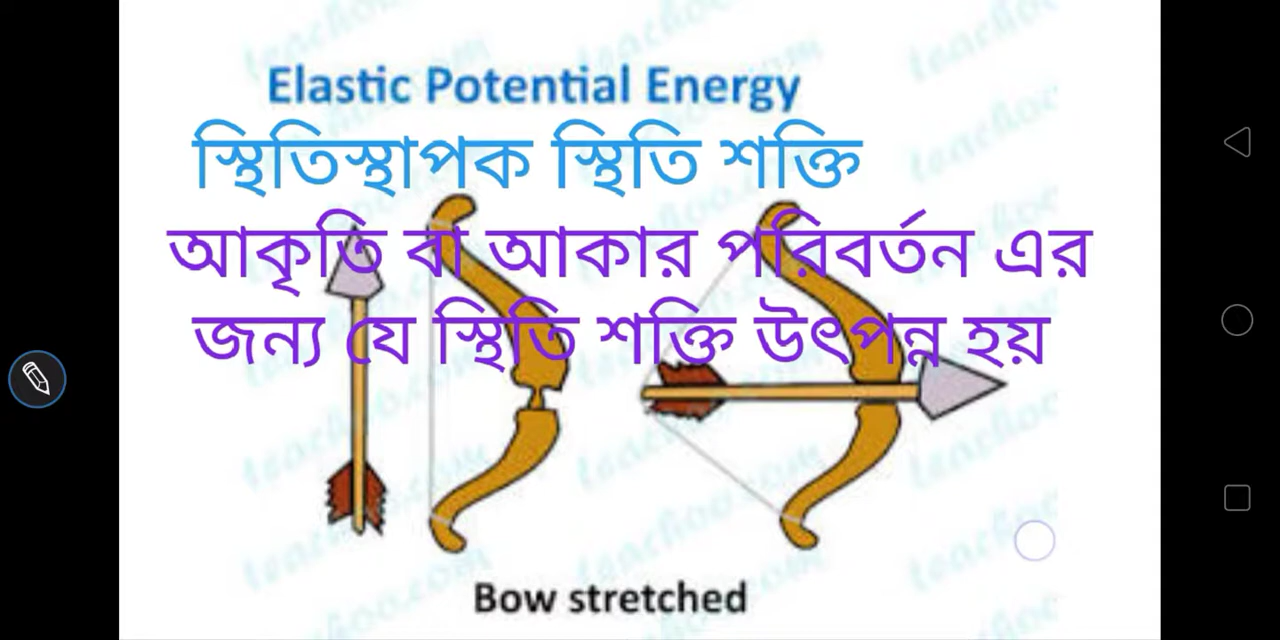 Elastic Potential Energy
স্থিতিস্থাপক স্থিতি শক্তি
আকৃতি বা আকার পরিবর্তন এর
জন্য যে স্থিতি শক্তি উৎপন্ন হয়
Bow stretched